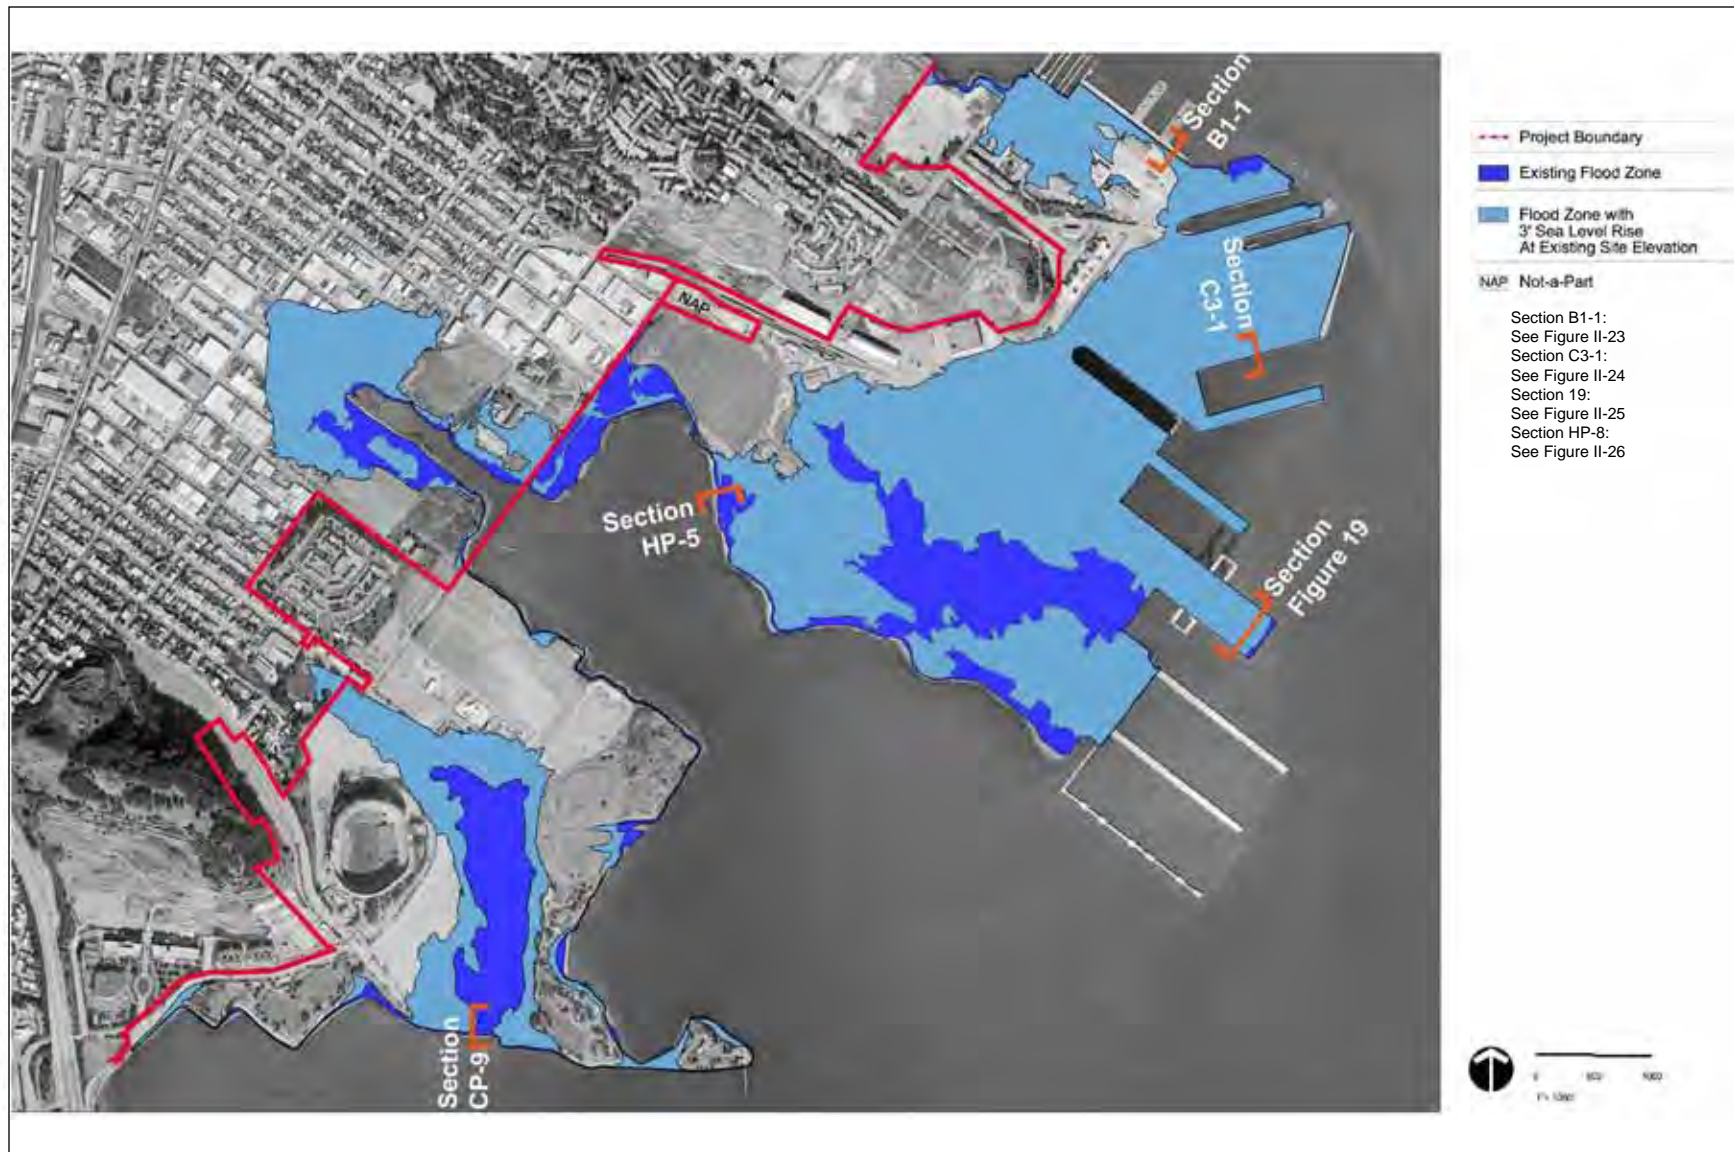 Section
B1-1
Section
C3-1
NAP
Section
HP-5
Section
Figure 19
Section
CP-9
Project Boundary
Existing Flood Zone
Flood Zone with
3' Sea Level Rise
At Existing Site Elevation
NAP Not-a-Part
Section B1-1:
See Figure II-23
Section C3-1:
See Figure II-24
Section 19:
See Figure II-25
Section HP-8:
See Figure II-26
0